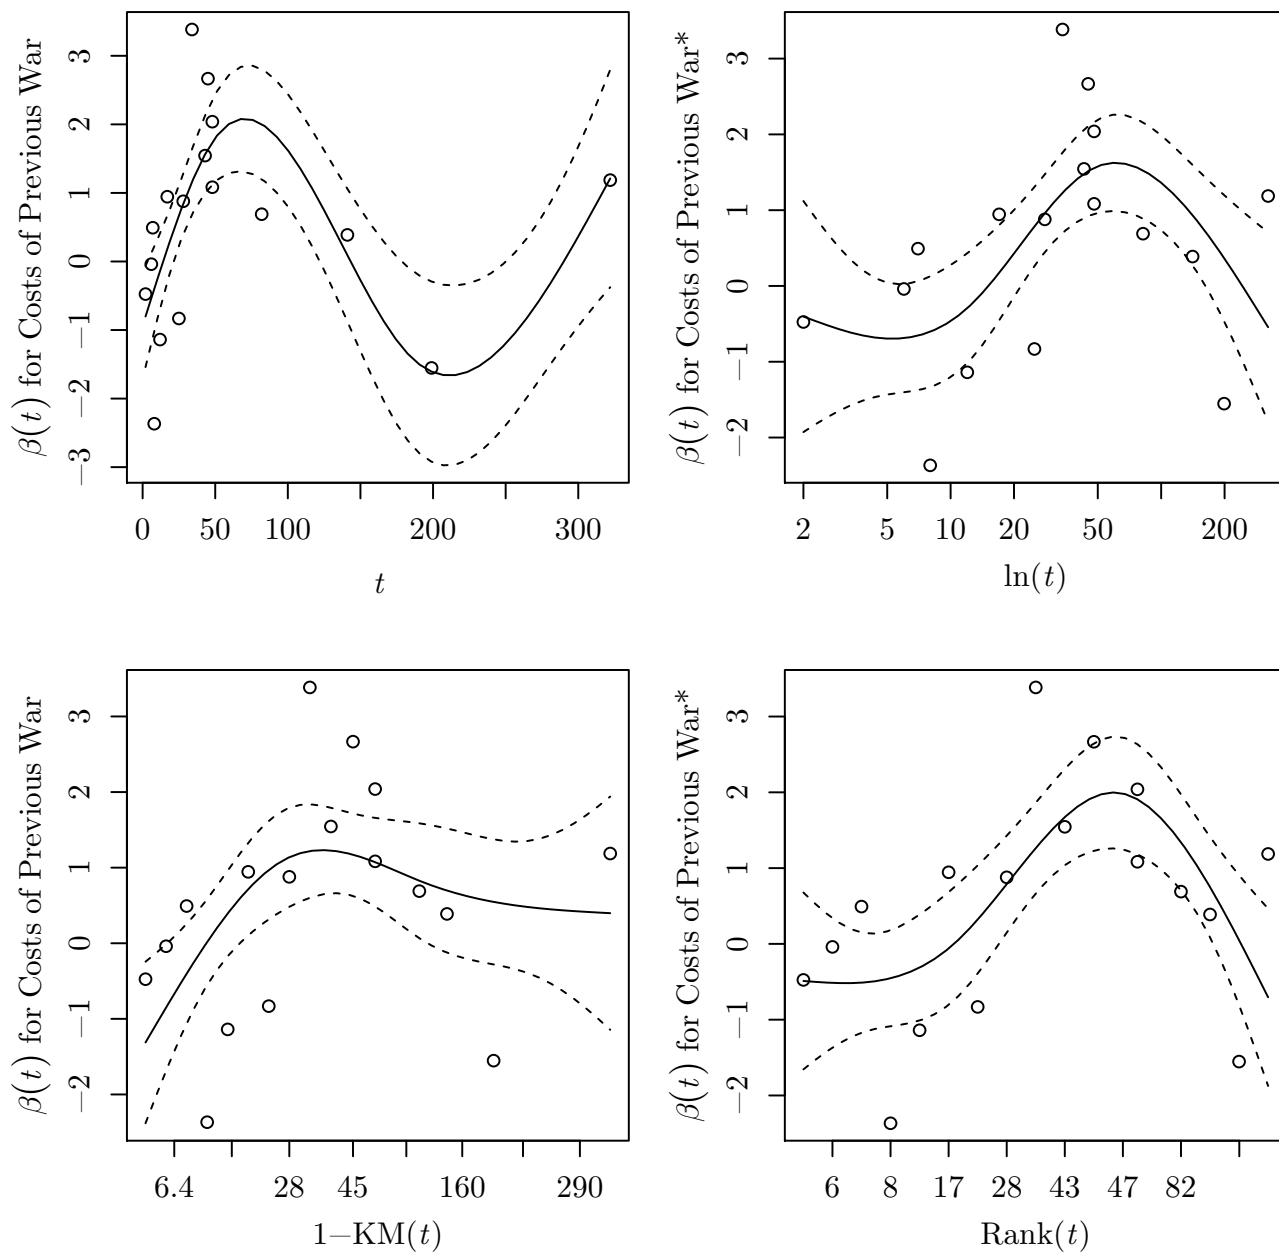 β(t) for Costs of Previous War
3
2
1
0
−1
−2
−3
0 50 100 200 300
t
β(t) for Costs of Previous War*
3
2
1
0
−1
−2
2 5 10 20 50 200
ln(t)
β(t) for Costs of Previous War
3
2
1
0
−1
−2
6.4 28 45 160 290
1−KM(t)
β(t) for Costs of Previous War*
3
2
1
0
−1
−2
6 8 17 28 43 47 82
Rank(t)